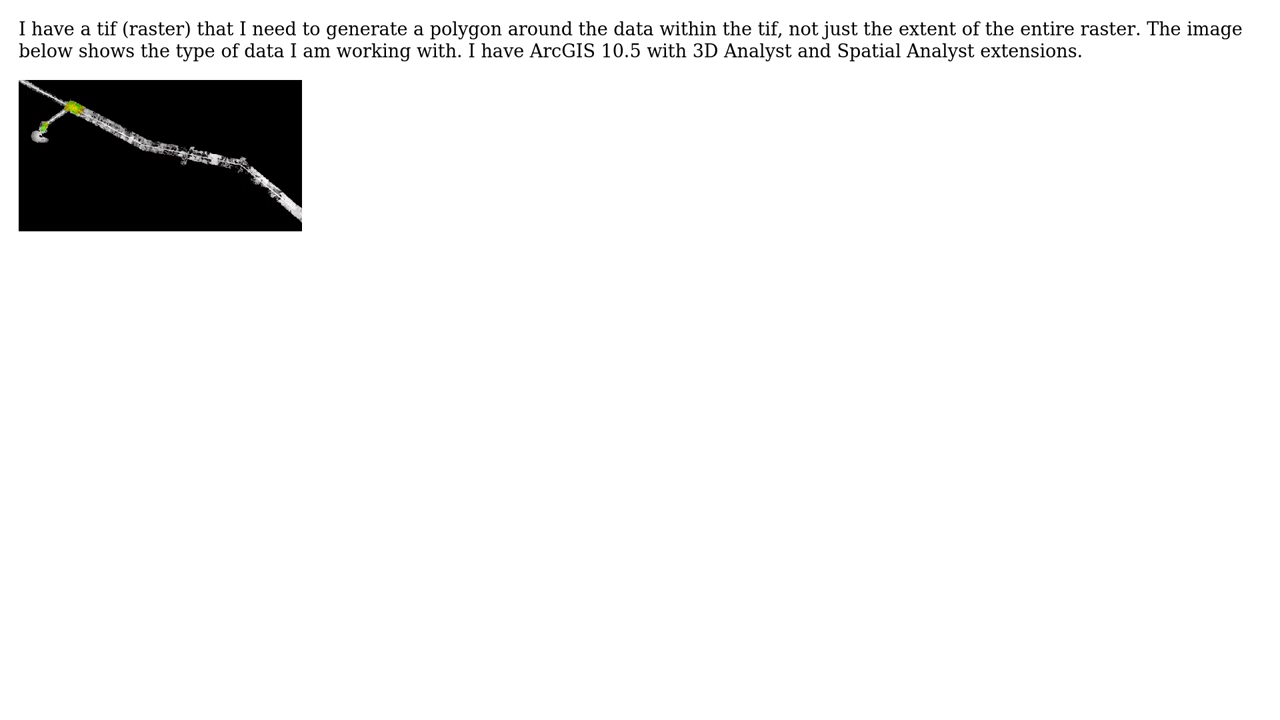 I have a tif (raster) that I need to generate a polygon around the data within the tif, not just the extent of the entire raster. The image
below shows the type of data I am working with. I have ArcGIS 10.5 with 3D Analyst and Spatial Analyst extensions.